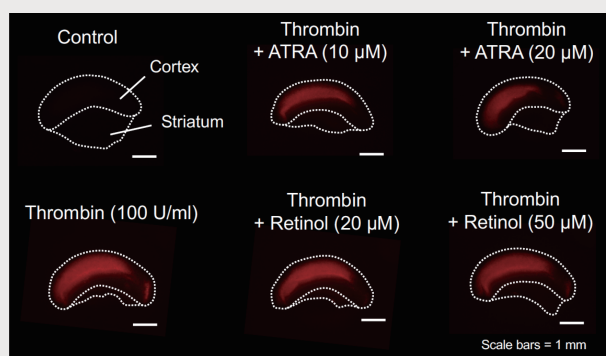 Control
Cortex
Striatum
Thrombin
+ ATRA (10 μM)
Thrombin
+ ATRA (20 μM)
Thrombin (100 U/ml)
Thrombin
+ Retinol (20 μM)
Thrombin
+ Retinol (50 μM)
Scale bars = 1 mm